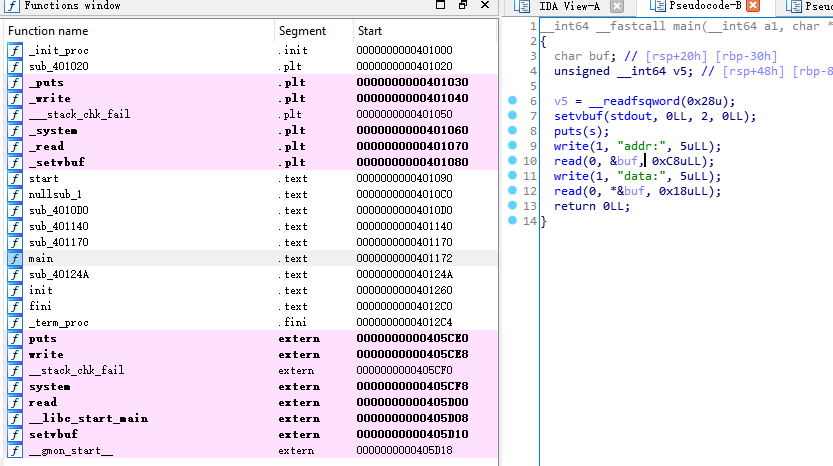 Functions window
Function name Segment Start
_init_proc .init 0000000000401000
sub_401020 .plt 0000000000401020
_puts .plt 0000000000401030
_write .plt 0000000000401040
___stack_chk_fail .plt 0000000000401050
_system .plt 0000000000401060
_read .plt 0000000000401070
_setvbuf .plt 0000000000401080
start .text 0000000000401090
nullsub_1 .text 00000000004010C0
sub_4010D0 .text 00000000004010D0
sub_401140 .text 0000000000401140
sub_401170 .text 0000000000401170
main .text 0000000000401172
sub_40124A .text 000000000040124A
init .text 0000000000401260
fini .text 00000000004012C0
_term_proc .fini 00000000004012C4
puts extern 0000000000405CE0
write extern 0000000000405CE8
__stack_chk_fail extern 0000000000405CF0
system extern 0000000000405CF8
read extern 0000000000405D00
__libc_start_main extern 0000000000405D08
setvbuf extern 0000000000405D10
__gmon_start__ extern 0000000000405D18
IDA View-A Pseudocode-B Pseu
1 __int64 __fastcall main(__int64 a1, char *
2 {
3 char buf; // [rsp+20h] [rbp-30h]
4 unsigned __int64 v5; // [rsp+48h] [rbp-8
5
6 v5 = __readfsqword(0x28u);
7 setvbuf(stdout, 0LL, 2, 0LL);
8 puts(s);
9 write(1, "addr:", 5uLL);
10 read(0, &buf, 0xC8uLL);
11 write(1, "data:", 5uLL);
12 read(0, *&buf, 0x18uLL);
13 return 0LL;
14 }